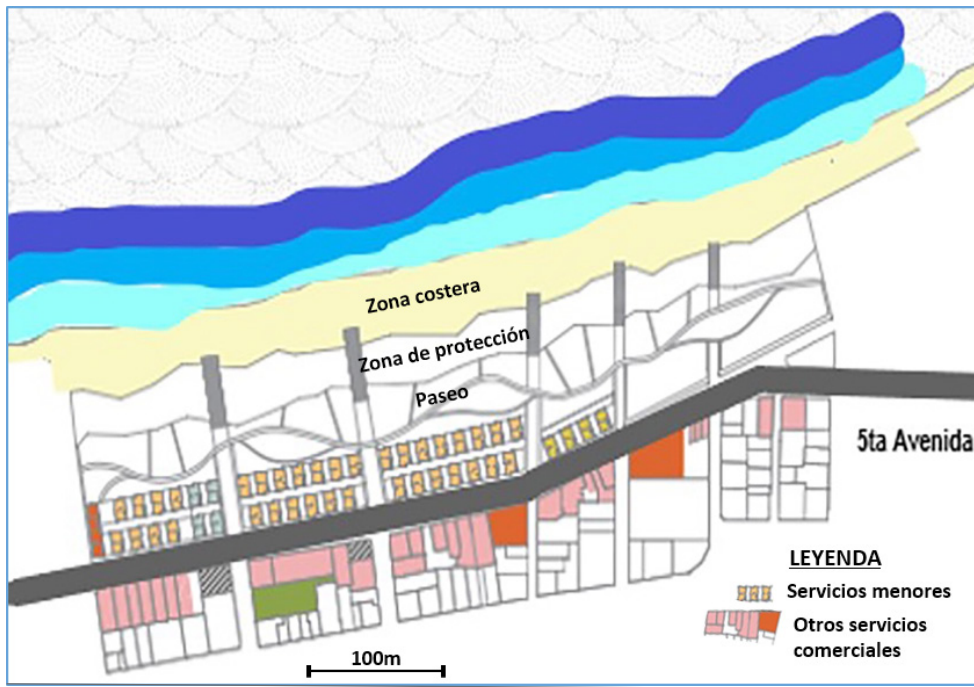 Zona costera
Zona de protección
Paseo
5ta Avenida
LEYENDA
Servicios menores
Otros servicios
comerciales
100m